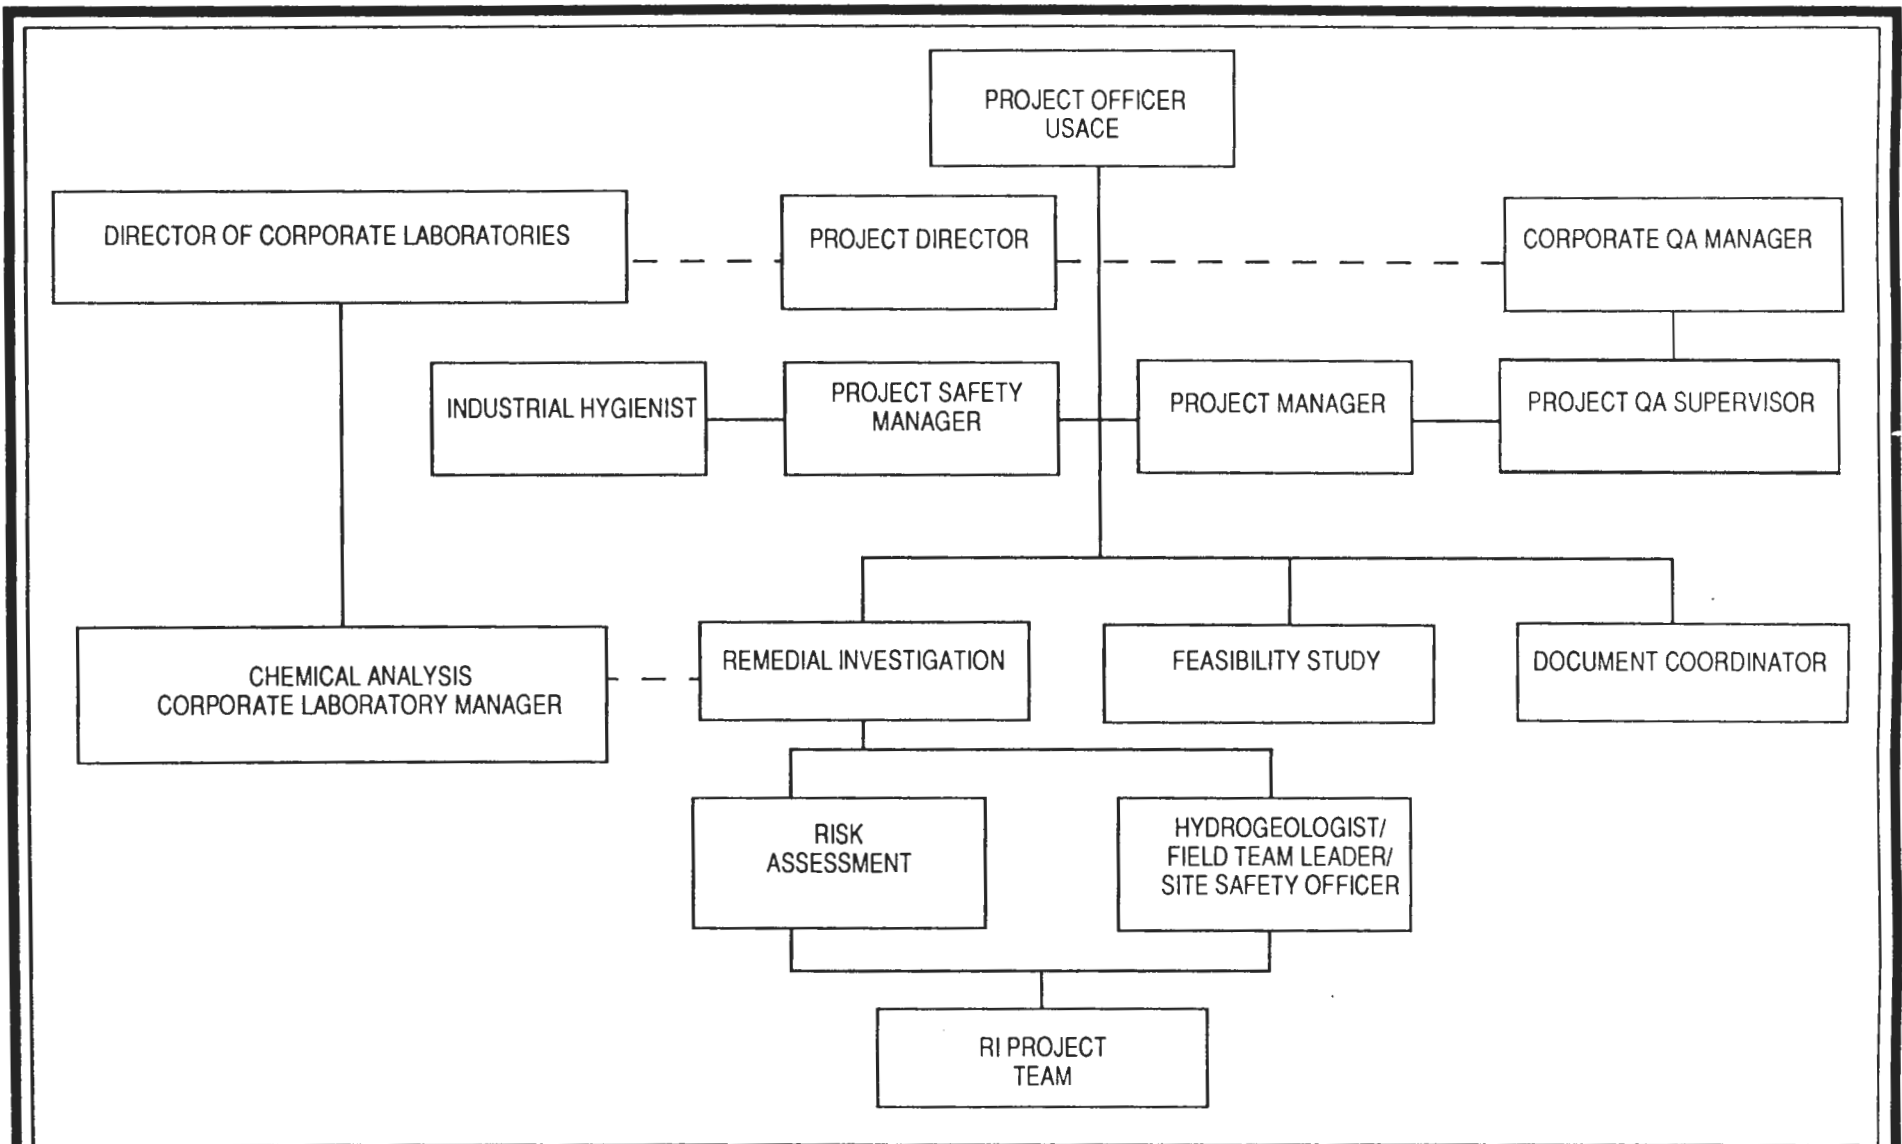 PROJECT OFFICER
USACE
DIRECTOR OF CORPORATE LABORATORIES
PROJECT DIRECTOR
CORPORATE QA MANAGER
INDUSTRIAL HYGIENIST
PROJECT SAFETY
MANAGER
PROJECT MANAGER
PROJECT QA SUPERVISOR
CHEMICAL ANALYSIS
CORPORATE LABORATORY MANAGER
REMEDIAL INVESTIGATION
FEASIBILITY STUDY
DOCUMENT COORDINATOR
RISK
ASSESSMENT
HYDROGEOLOGIST/
FIELD TEAM LEADER/
SITE SAFETY OFFICER
RI PROJECT
TEAM